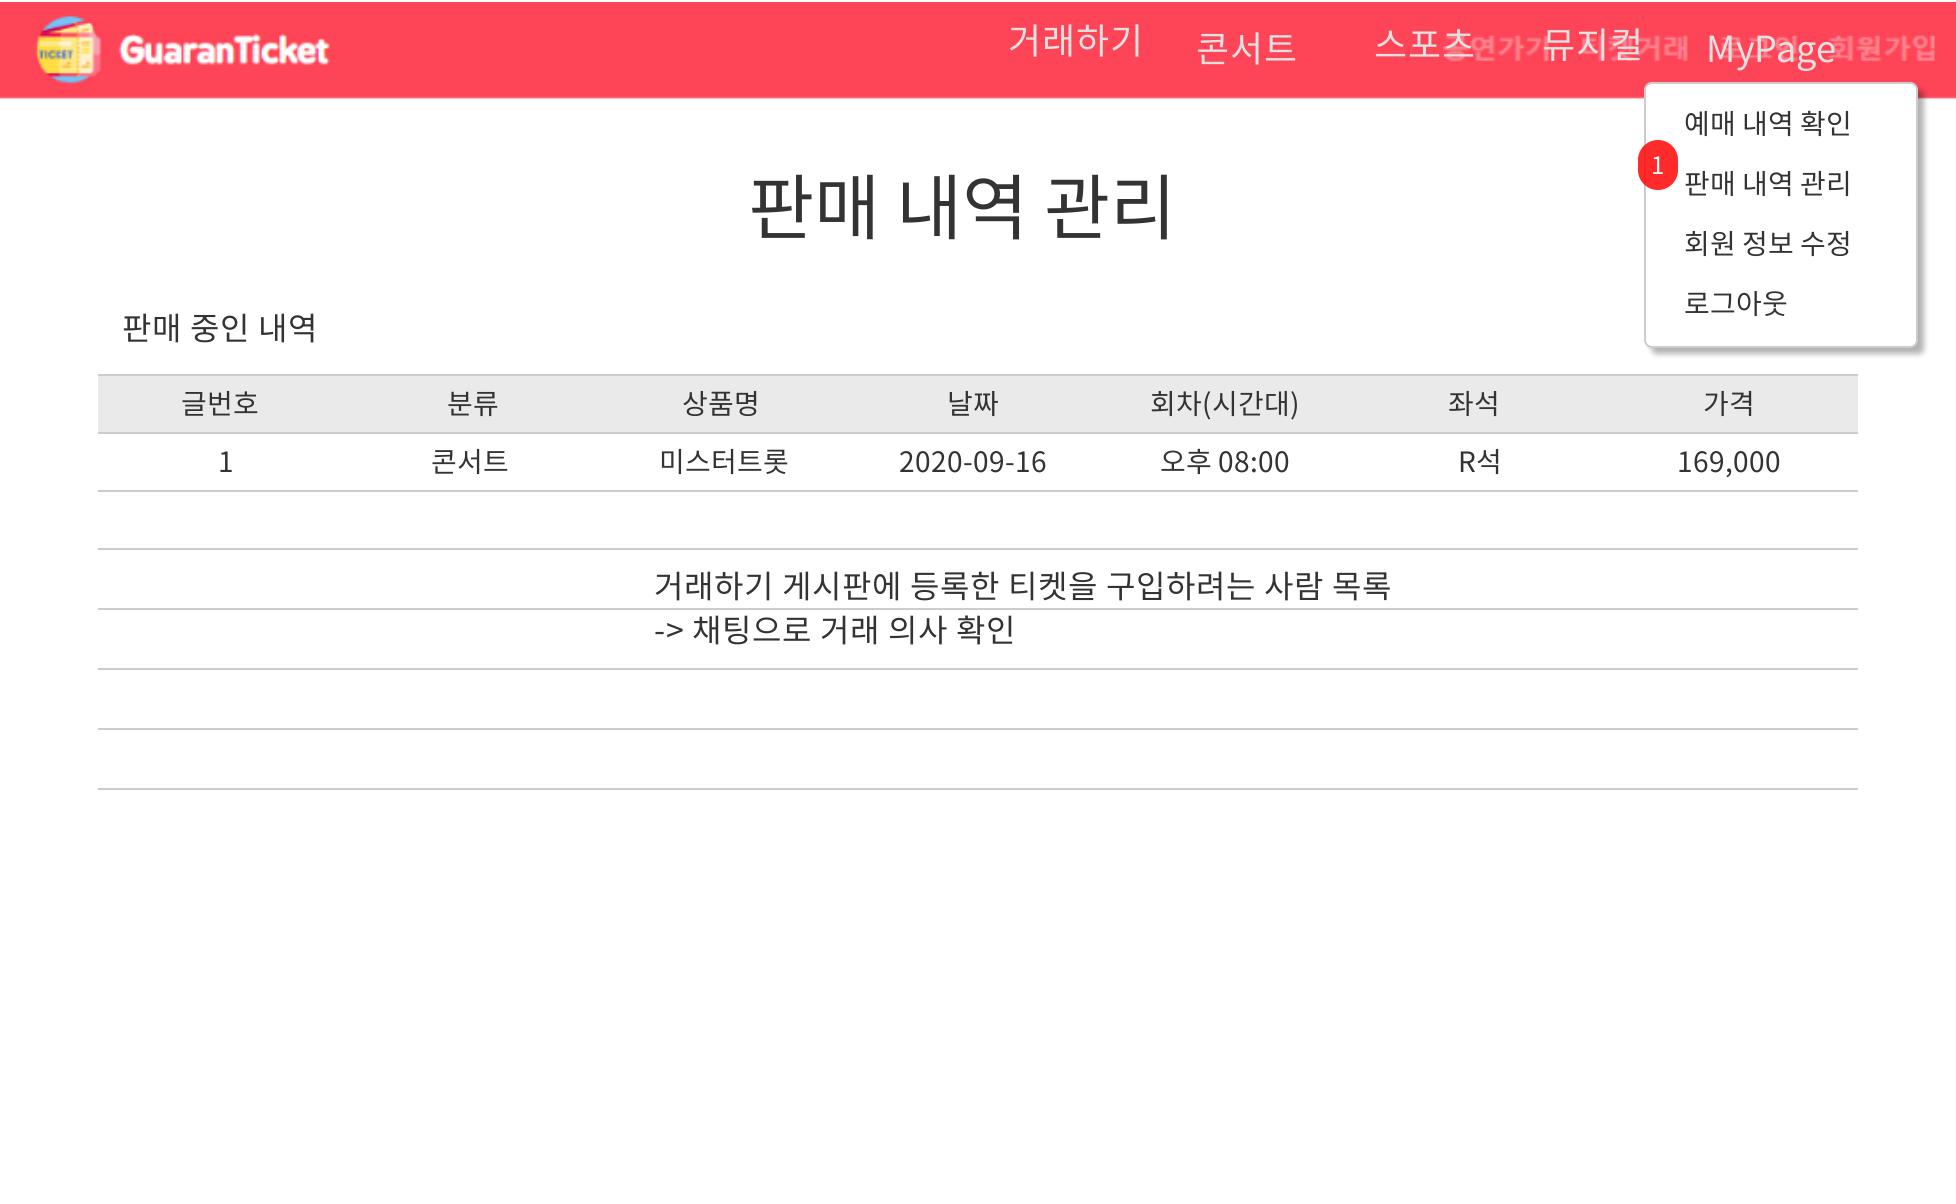 TICKET
GuaranTicket
거래하기 콘서트 스포츠 뮤지컬 MyPage
회원가입
예매 내역 확인
1
판매 내역 관리
회원 정보 수정
로그아웃
판매 내역 관리
판매 중인 내역
글번호 분류 상품명 날짜 회차(시간대) 좌석 가격
1 콘서트 미스터트롯 2020-09-16 오후 08:00 R석 169,000
거래하기 게시판에 등록한 티켓을 구입하려는 사람 목록
-> 채팅으로 거래 의사 확인